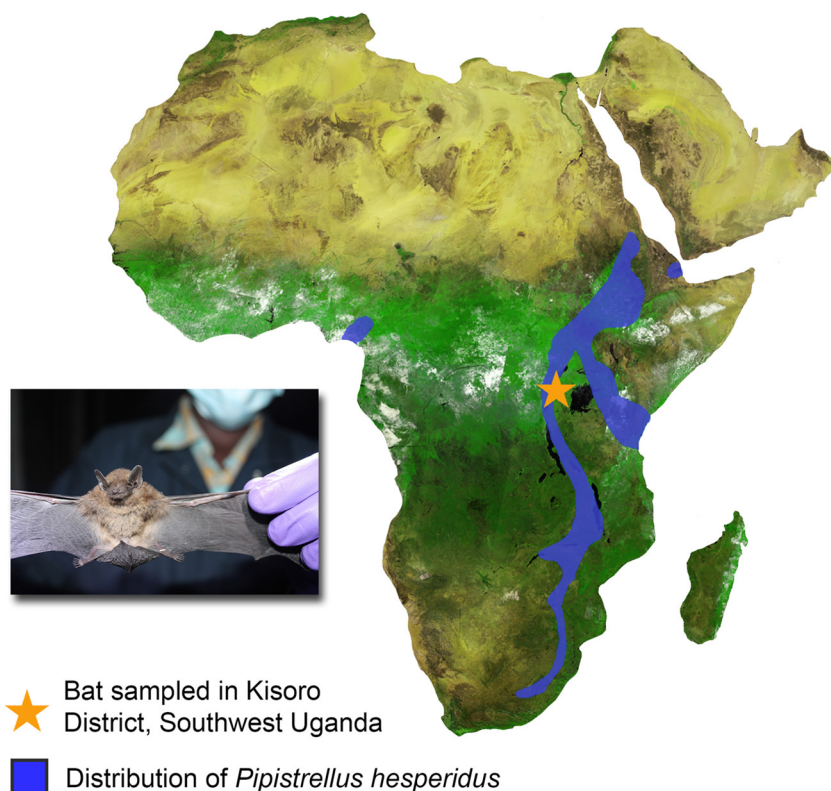 Bat sampled in Kisoro
District, Southwest Uganda
Distribution of Pipistrellus hesperidus